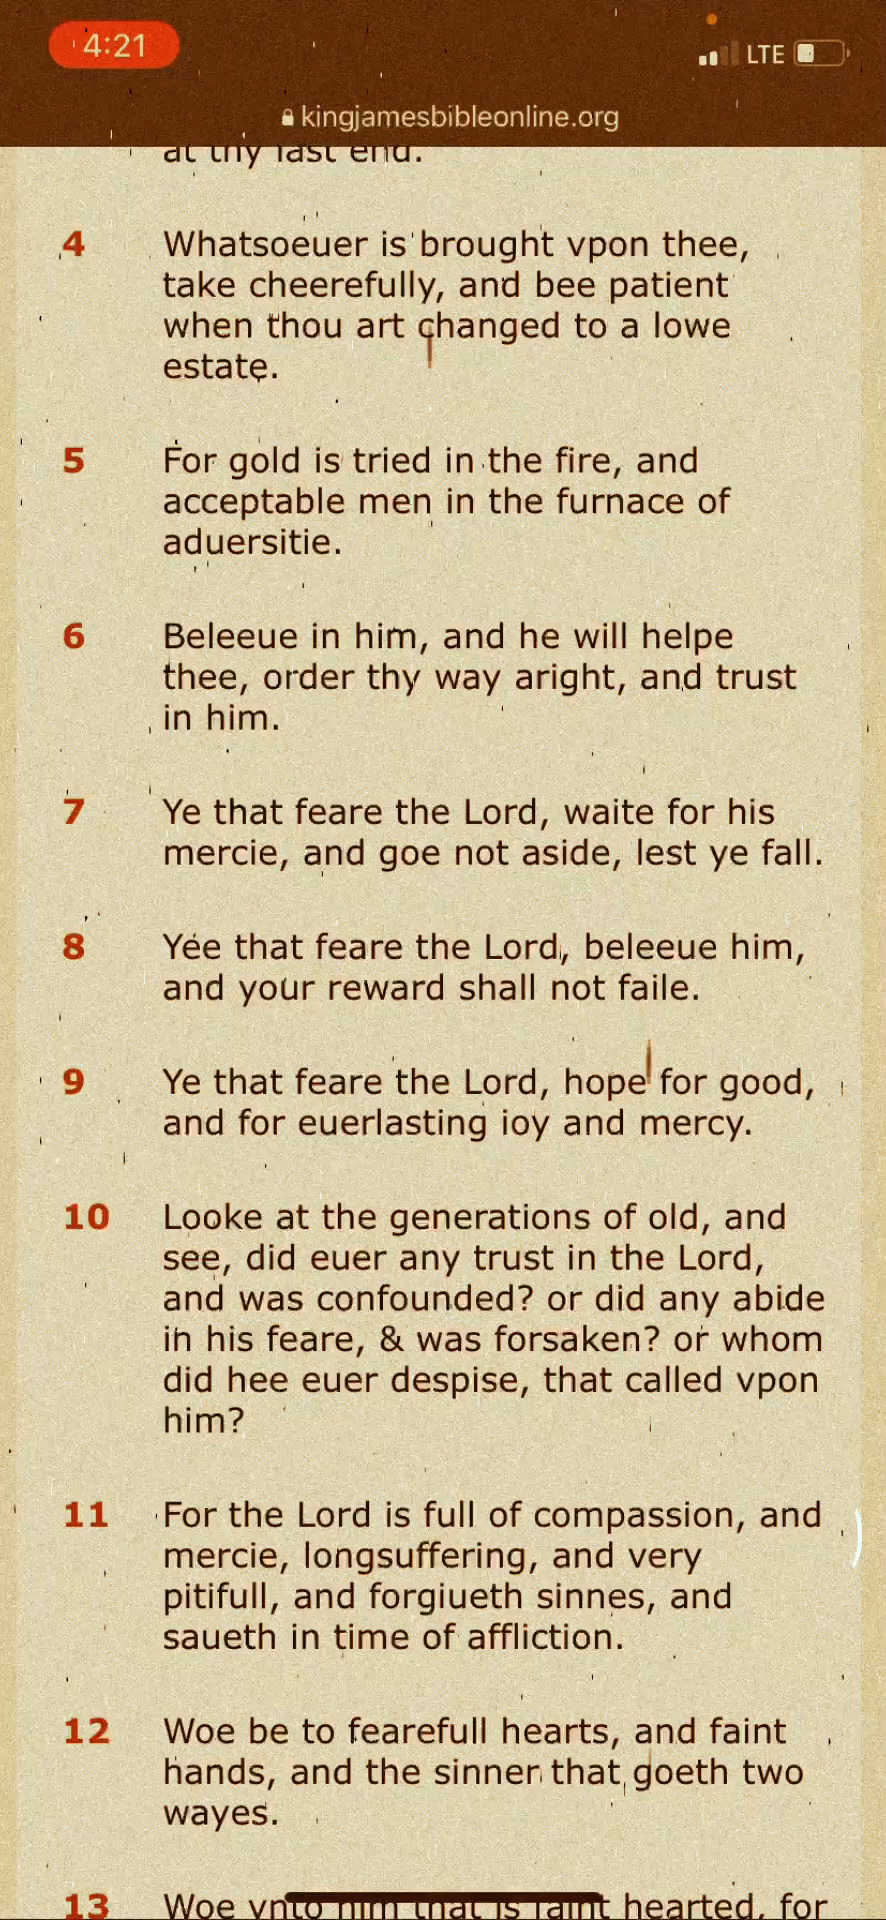 4:21
LTE
kingjamesbibleonline.org
at thy last end.
4 Whatsoeuer is brought vpon thee,
take cheerefully, and bee patient
when thou art changed to a lowe
estate.
5 For gold is tried in the fire, and
acceptable men in the furnace of
aduersitie.
6 Beleeue in him, and he will helpe
thee, order thy way aright, and trust
in him.
7 Ye that feare the Lord, waite for his
mercie, and goe not aside, lest ye fall.
8 Yee that feare the Lord, beleeue him,
and your reward shall not faile.
9 Ye that feare the Lord, hope for good,
and for euerlasting ioy and mercy.
10 Looke at the generations of old, and
see, did euer any trust in the Lord,
and was confounded? or did any abide
in his feare, & was forsaken? or whom
did hee euer despise, that called vpon
him?
11 For the Lord is full of compassion, and
mercie, longsuffering, and very
pitifull, and forgiueth sinnes, and
saueth in time of affliction.
12 Woe be to fearefull hearts, and faint
hands, and the sinner that goeth two
wayes.
13 Woe vnto him that is faint hearted, for